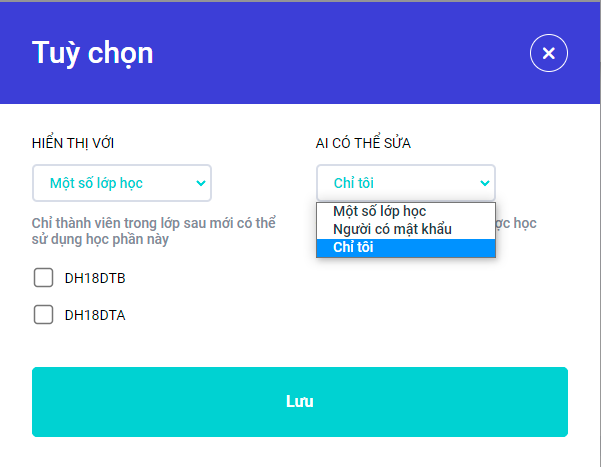 Tuỳ chọn
HIỂN THỊ VỚI
AI CÓ THỂ SỬA
Một số lớp học
Chỉ tôi
Chỉ thành viên trong lớp sau mới có thể
sử dụng học phần này
Một số lớp học
Người có mật khẩu
Chỉ tôi
học
DH18DTB
DH18DTA
Lưu